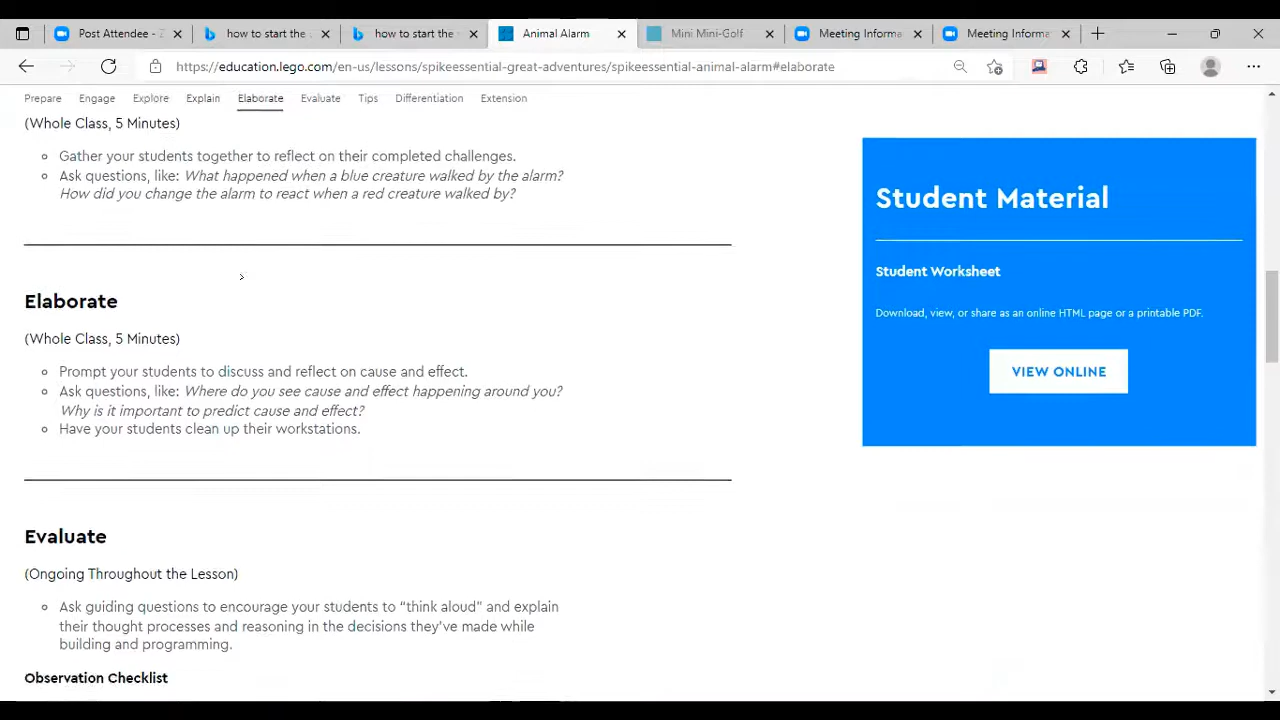 Post Attendee - Z
how to start the
how to start the
Animal Alarm
Mini Mini-Golf
Meeting Informa
Meeting Informa
https://education.lego.com/en-us/lessons/spikeessential-great-adventures/spikeessential-animal-alarm#elaborate
Prepare Engage Explore Explain Elaborate Evaluate Tips Differentiation Extension
(Whole Class, 5 Minutes)
Gather your students together to reflect on their completed challenges.
Ask questions, like: What happened when a blue creature walked by the alarm?
How did you change the alarm to react when a red creature walked by?
Elaborate
(Whole Class, 5 Minutes)
Prompt your students to discuss and reflect on cause and effect.
Ask questions, like: Where do you see cause and effect happening around you?
Why is it important to predict cause and effect?
Have your students clean up their workstations.
Evaluate
(Ongoing Throughout the Lesson)
Ask guiding questions to encourage your students to “think aloud” and explain
their thought processes and reasoning in the decisions they’ve made while
building and programming.
Observation Checklist
Student Material
Student Worksheet
Download, view, or share as an online HTML page or a printable PDF.
VIEW ONLINE